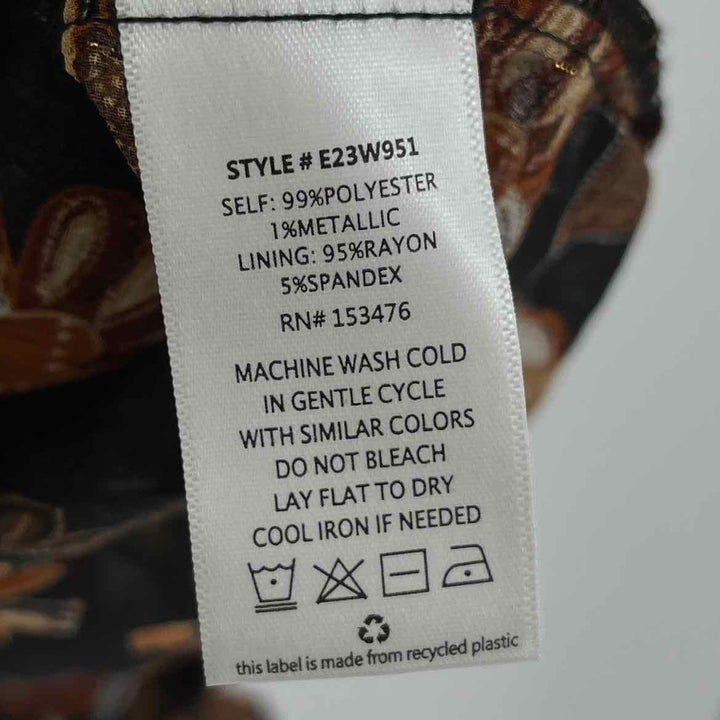 STYLE # E23W951
SELF: 99%POLYESTER
1%METALLIC
LINING: 95%RAYON
5%SPANDEX
RN# 153476
MACHINE WASH COLD
IN GENTLE CYCLE
WITH SIMILAR COLORS
DO NOT BLEACH
LAY FLAT TO DRY
COOL IRON IF NEEDED
this label is made from recycled plastic